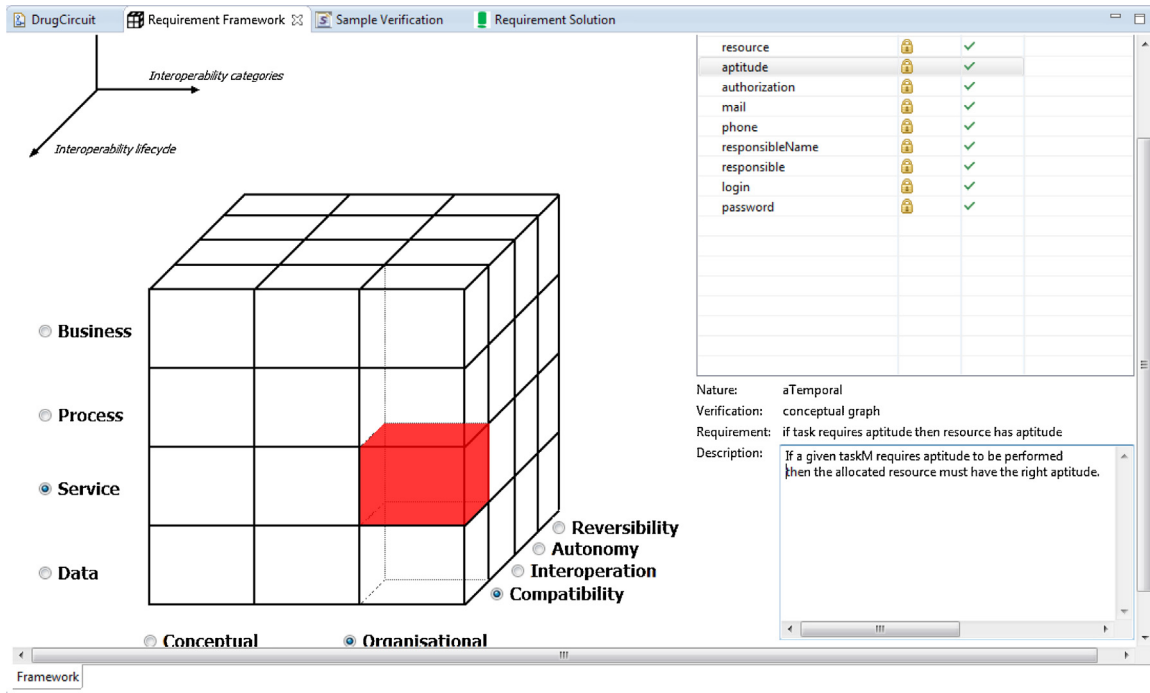 DrugCircuit
Requirement Framework
Sample Verification
Requirement Solution
Interoperability categories
Interoperability lifecycle
Business
Process
Service
Data
Reversibility
Autonomy
Interoperation
Compatibility
Conceptual
Organisational
resource
aptitude
authorization
mail
phone
responsibleName
responsible
login
password
Nature: aTemporal
Verification: conceptual graph
Requirement: if task requires aptitude then resource has aptitude
Description: If a given taskM requires aptitude to be performed
then the allocated resource must have the right aptitude.
Framework